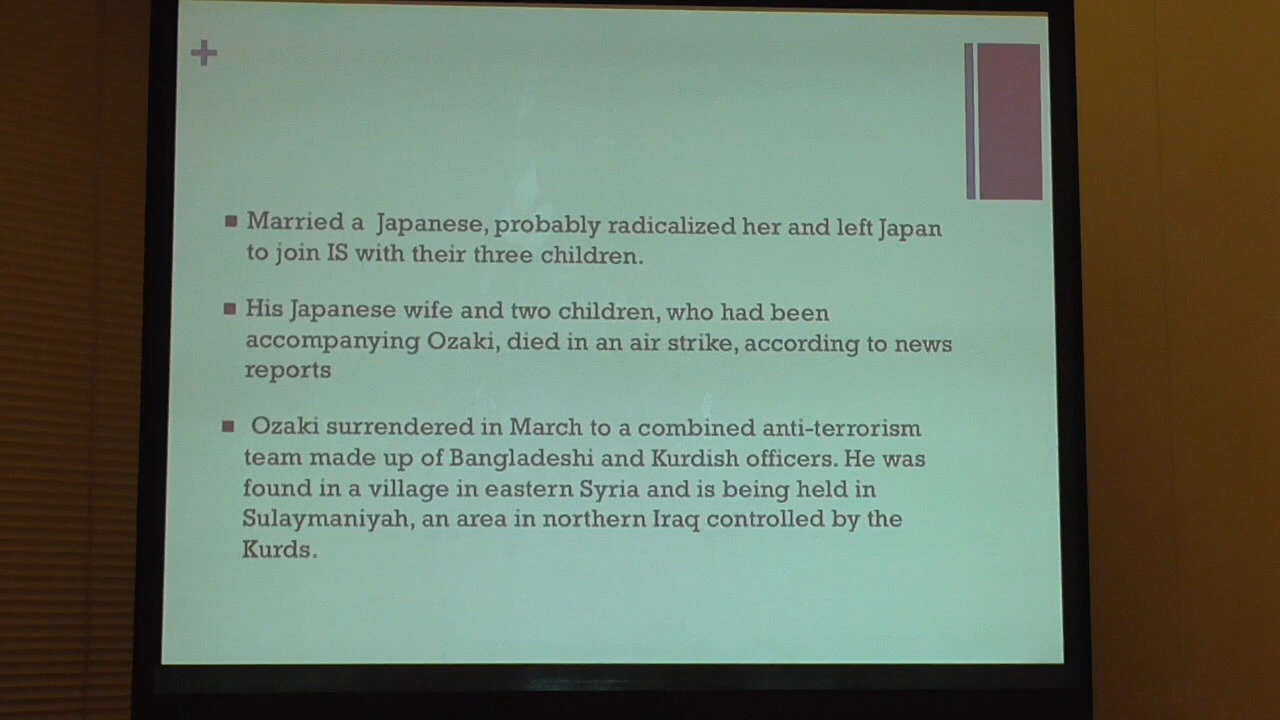 Married a Japanese, probably radicalized her and left Japan
to join IS with their three children.
His Japanese wife and two children, who had been
accompanying Ozaki, died in an air strike, according to news
reports
Ozaki surrendered in March to a combined anti-terrorism
team made up of Bangladeshi and Kurdish officers. He was
found in a village in eastern Syria and is being held in
Sulaymaniyah, an area in northern Iraq controlled by the
Kurds.